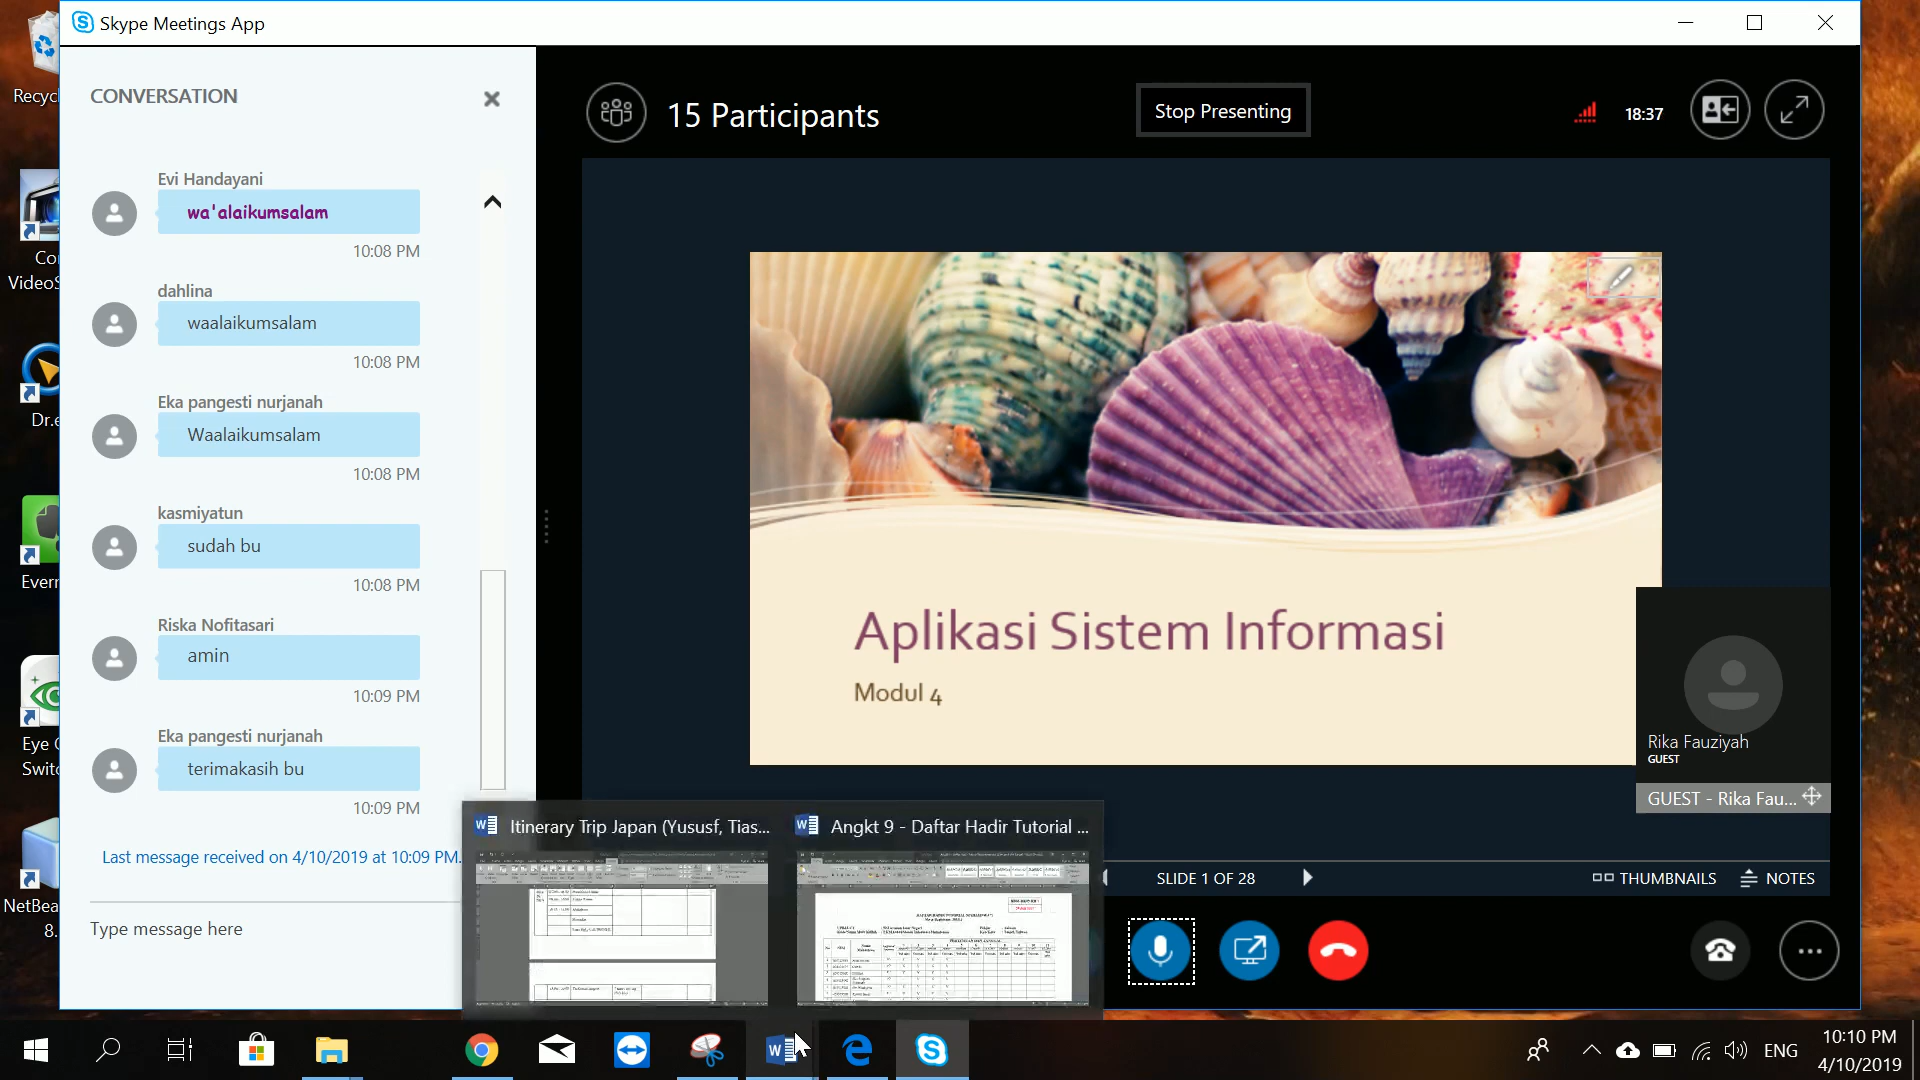 Skype Meetings App
Recyc
Co
VideoS
Dr.e
Ever
Eye
Swit
NetBea
8.
CONVERSATION
Evi Handayani
wa'alaikumsalam
10:08 PM
dahlina
waalaikumsalam
10:08 PM
Eka pangesti nurjanah
Waalaikumsalam
10:08 PM
kasmiyatun
sudah bu
10:08 PM
Riska Nofitasari
amin
10:09 PM
Eka pangesti nurjanah
terimakasih bu
10:09 PM
Last message received on 4/10/2019 at 10:09 PM.
Type message here
15 Participants
Stop Presenting
18:37
Aplikasi Sistem Informasi
Modul 4
Rika Fauziyah
GUEST
GUEST - Rika Fau...
SLIDE 1 OF 28
THUMBNAILS
NOTES
Itinerary Trip Japan (Yususf, Tias...
Angkt 9 - Daftar Hadir Tutorial ...
ENG
10:10 PM
4/10/2019